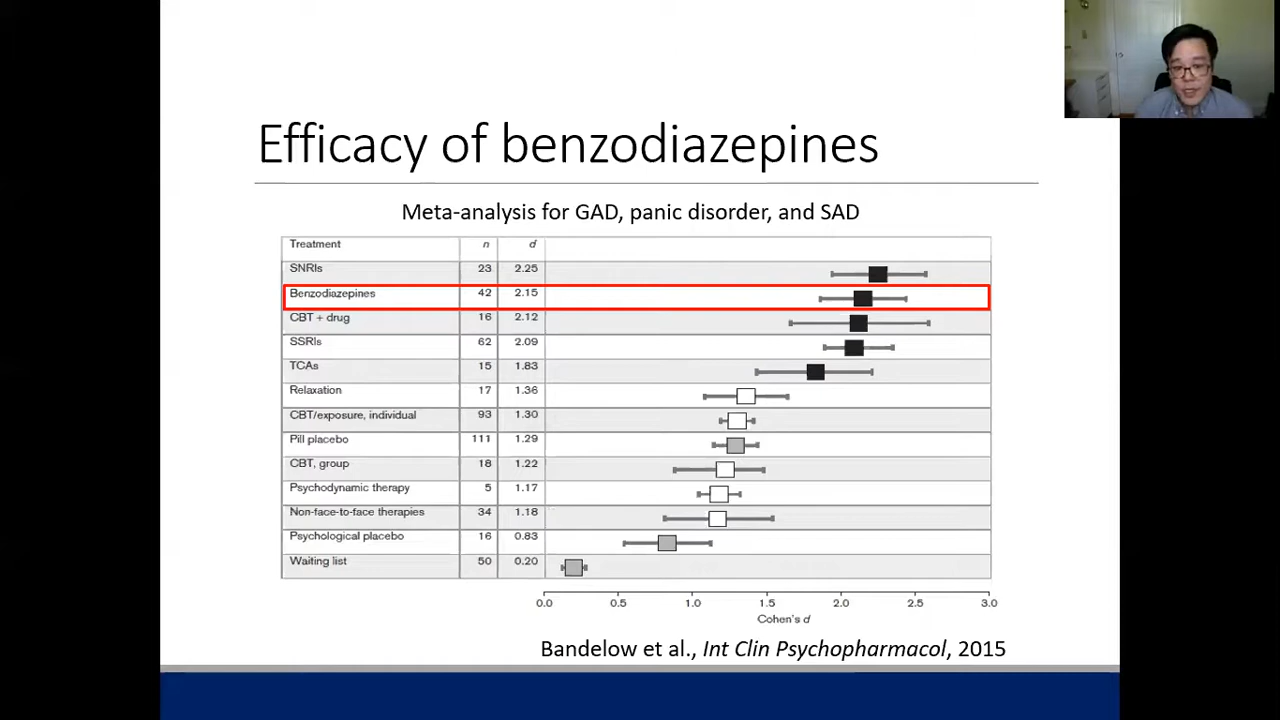 Efficacy of benzodiazepines
Meta-analysis for GAD, panic disorder, and SAD
Treatment n d
SNRIs 23 2.25
Benzodiazepines 42 2.15
CBT + drug 16 2.12
SSRIs 62 2.09
TCAs 15 1.83
Relaxation 17 1.36
CBT/exposure, individual 93 1.30
Pill placebo 111 1.29
CBT, group 18 1.22
Psychodynamic therapy 5 1.17
Non-face-to-face therapies 34 1.18
Psychological placebo 16 0.83
Waiting list 50 0.20
0.0 0.5 1.0 1.5 2.0 2.5 3.0
Cohen's d
Bandelow et al., Int Clin Psychopharmacol, 2015